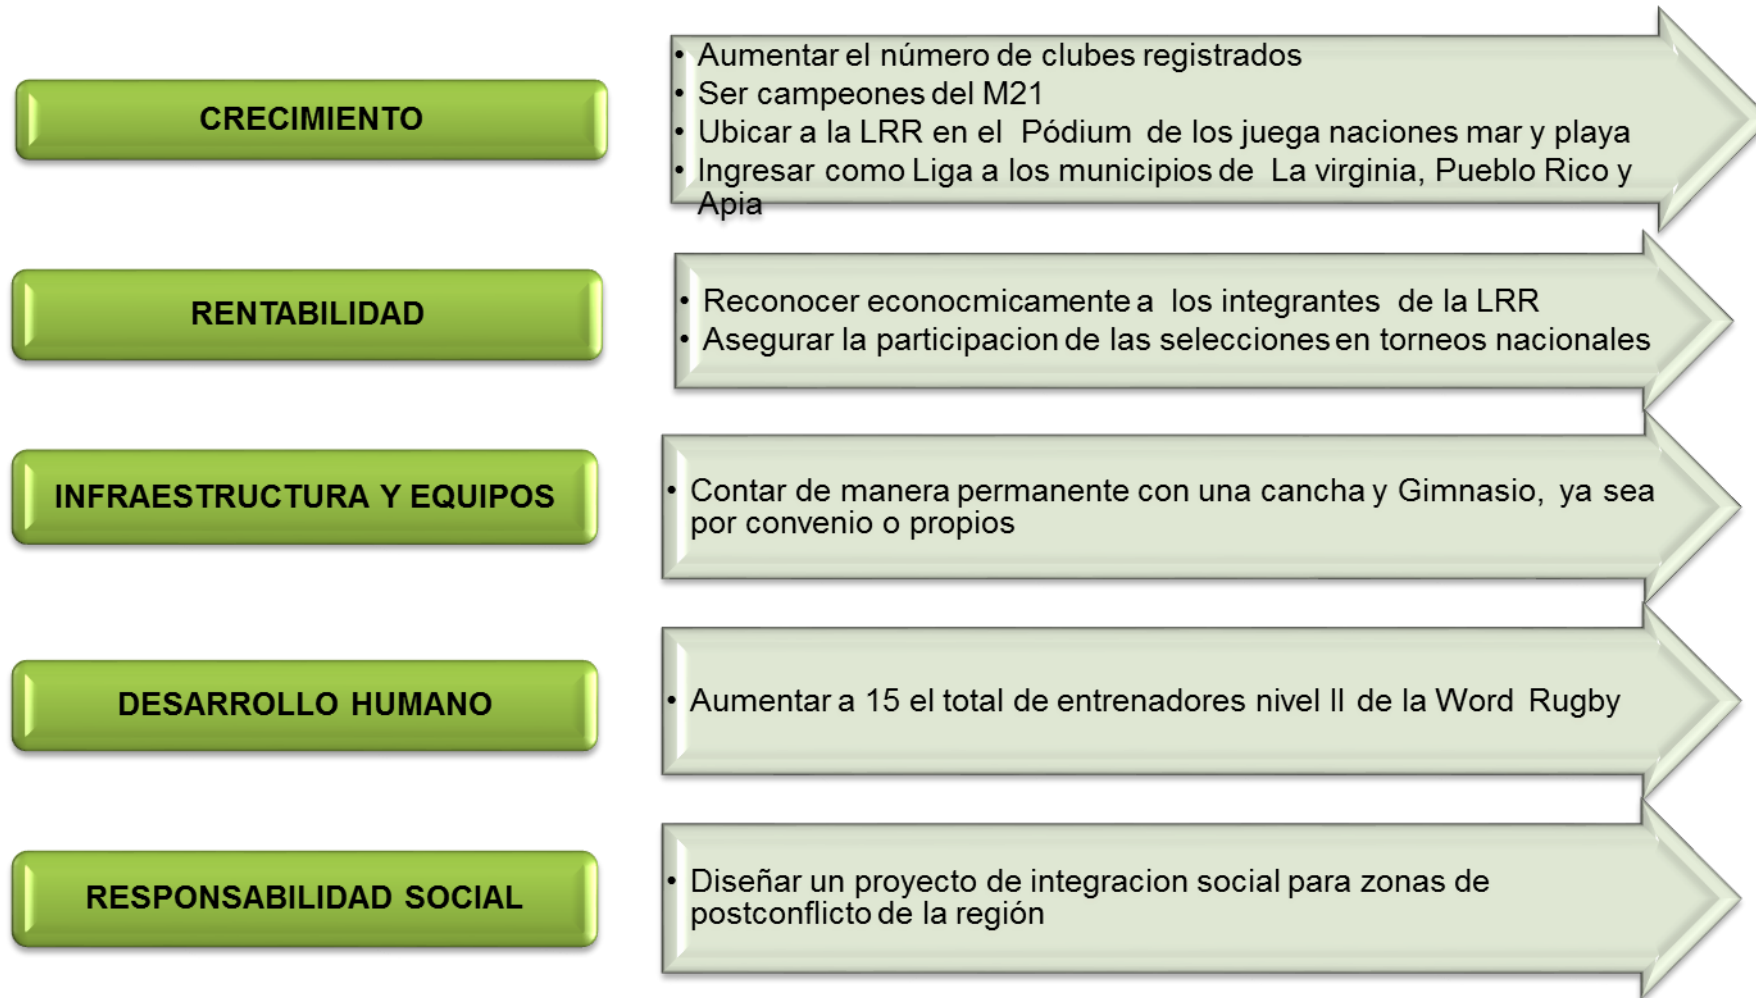 CRECIMIENTO
• Aumentar el número de clubes registrados
• Ser campeones del M21
• Ubicar a la LRR en el Pódium de los juega naciones mar y playa
• Ingresar como Liga a los municipios de La virginia, Pueblo Rico y
Apia
RENTABILIDAD
• Reconocer econocmicamente a los integrantes de la LRR
• Asegurar la participacion de las selecciones en torneos nacionales
INFRAESTRUCTURA Y EQUIPOS
• Contar de manera permanente con una cancha y Gimnasio, ya sea
por convenio o propios
DESARROLLO HUMANO
• Aumentar a 15 el total de entrenadores nivel II de la Word Rugby
RESPONSABILIDAD SOCIAL
• Diseñar un proyecto de integracion social para zonas de
postconflicto de la región